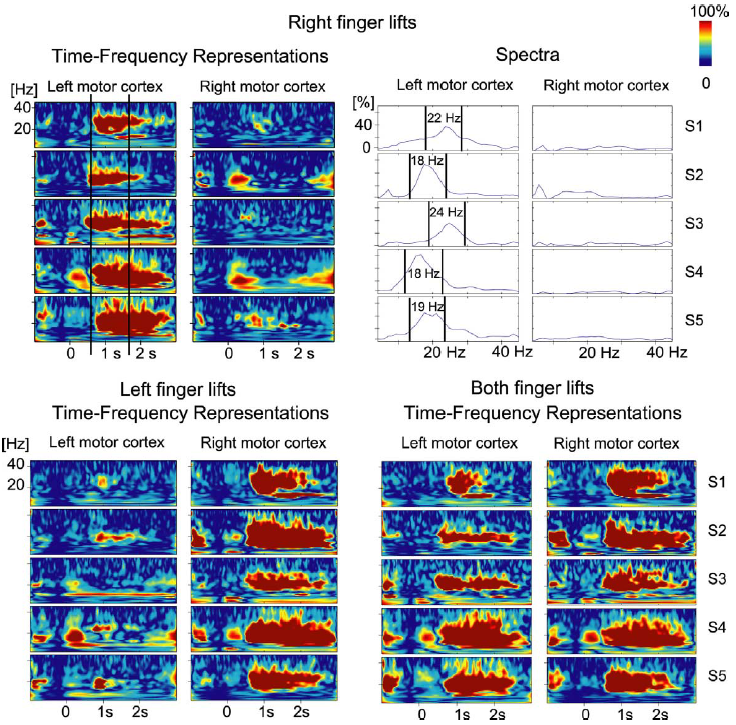 100%
Right finger lifts
Time-Frequency Representations
Spectra
0
[Hz]
Left motor cortex
Right motor cortex
Left motor cortex
Right motor cortex
40
20
[%]
40
0
22 Hz
S1
18 Hz
S2
24 Hz
S3
18 Hz
S4
19 Hz
S5
0
1 s
2 s
0
1 s
2 s
20 Hz
40 Hz
20 Hz
40 Hz
Left finger lifts
Both finger lifts
Time-Frequency Representations
Time-Frequency Representations
[Hz]
Left motor cortex
Right motor cortex
Left motor cortex
Right motor cortex
40
20
S1
S2
S3
S4
S5
0
1s
2s
0
1s
2s
0
1s
2s
0
1s
2s